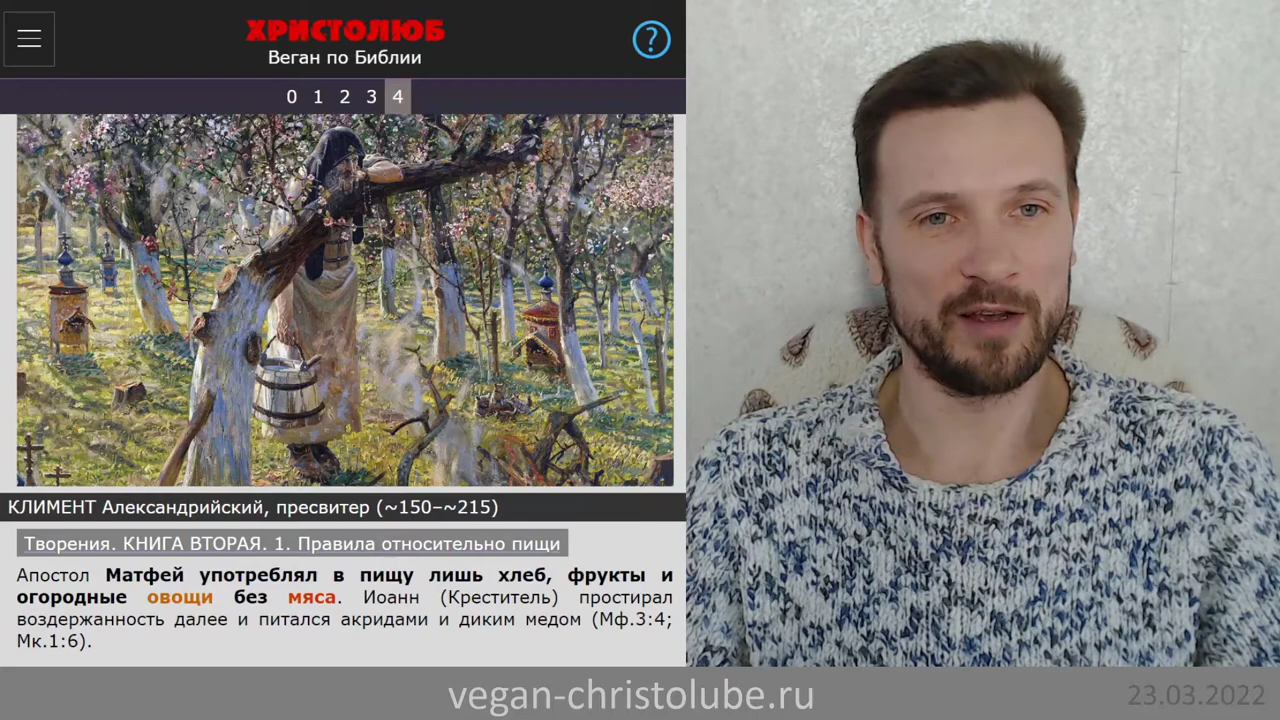 ХРИСТОЛЮБ
Веган по Библии
?
0 1 2 3 4
КЛИМЕНТ Александрийский, пресвитер (~150–~215)
Творения. КНИГА ВТОРАЯ. 1. Правила относительно пищи
Апостол Матфей употреблял в пищу лишь хлеб, фрукты и
огородные овощи без мяса. Иоанн (Креститель) простирал
воздержанность далее и питался акридами и диким медом (Мф.3:4;
Мк.1:6).
vegan-christolube.ru
23.03.2022